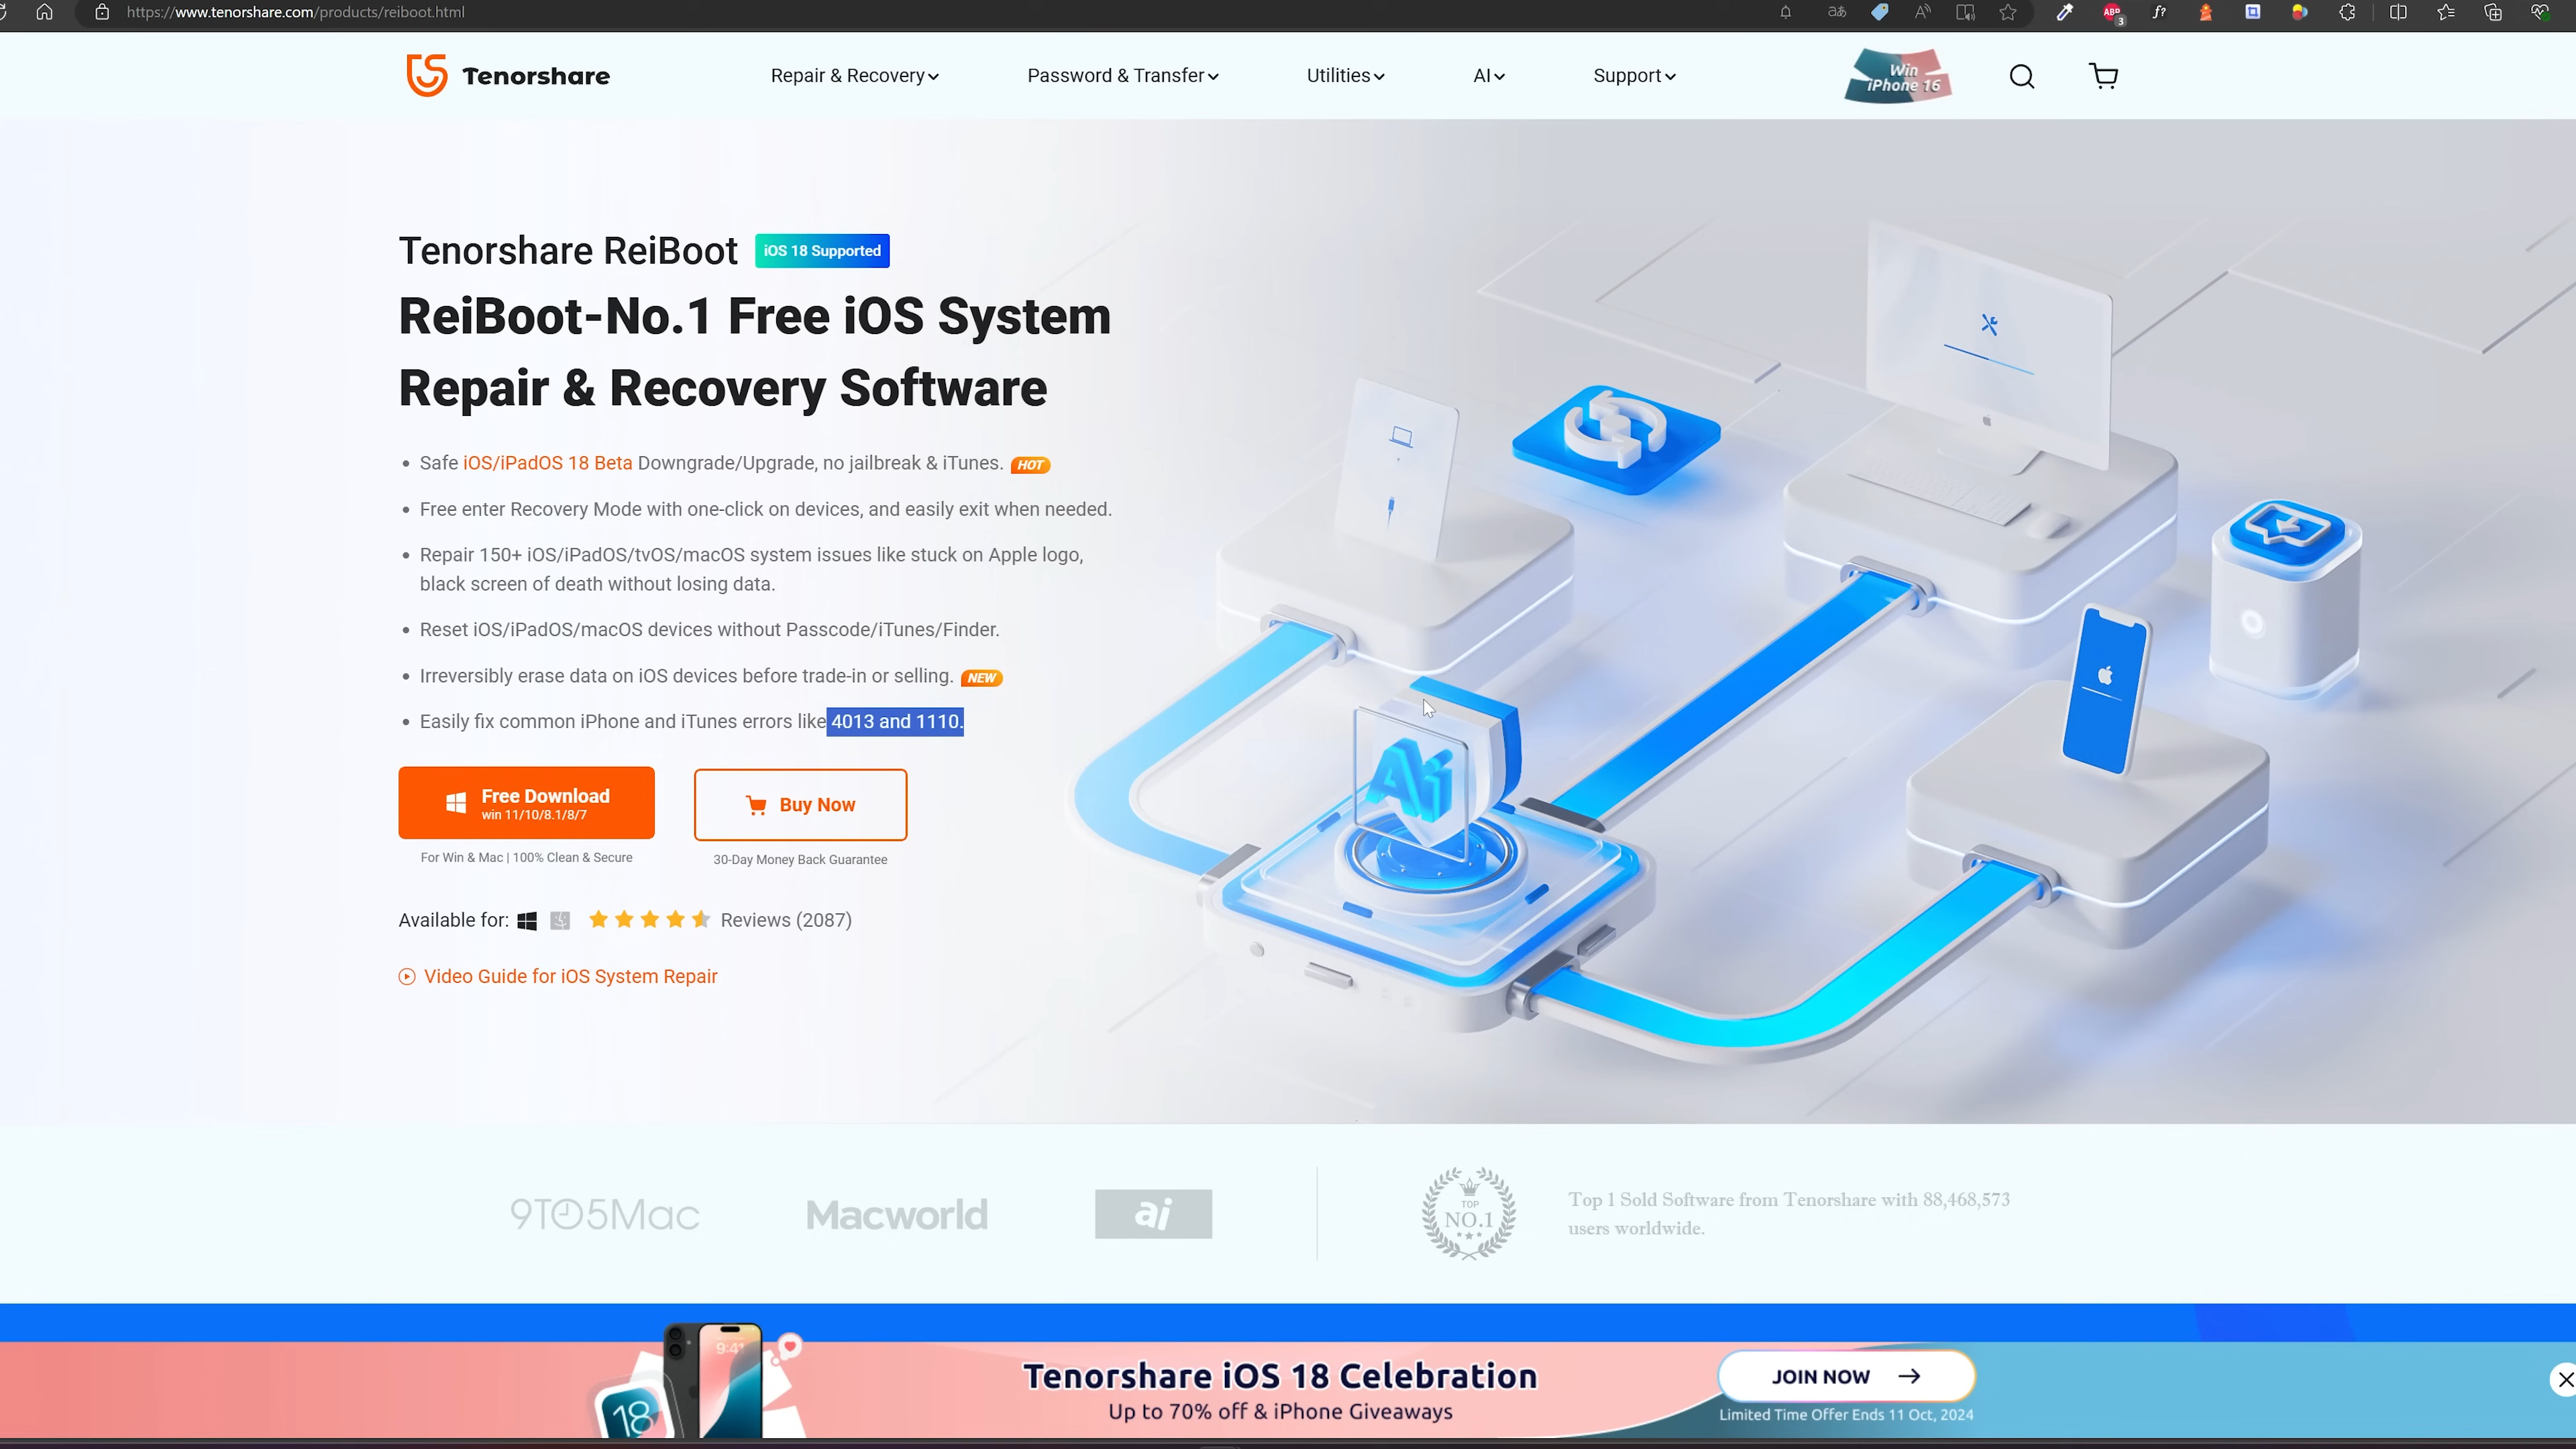 https://www.tenorshare.com/products/reiboot.html
Tenorshare
Repair & Recovery
Password & Transfer
Utilities
AI
Support
Win
iPhone 16
Tenorshare ReiBoot
iOS 18 Supported
ReiBoot-No.1 Free iOS System
Repair & Recovery Software
Safe iOS/iPadOS 18 Beta Downgrade/Upgrade, no jailbreak & iTunes. HOT
Free enter Recovery Mode with one-click on devices, and easily exit when needed.
Repair 150+ iOS/iPadOS/tvOS/macOS system issues like stuck on Apple logo,
black screen of death without losing data.
Reset iOS/iPadOS/macOS devices without Passcode/iTunes/Finder.
Irreversibly erase data on iOS devices before trade-in or selling. NEW
Easily fix common iPhone and iTunes errors like 4013 and 1110.
Free Download
win 11/10/8.1/8/7
Buy Now
For Win & Mac | 100% Clean & Secure
30-Day Money Back Guarantee
Available for:
Reviews (2087)
Video Guide for iOS System Repair
Ai
9TO5Mac
Macworld
ai
TOP
NO.1
Top 1 Sold Software from Tenorshare with 88,468,573
users worldwide.
9:41
18
Tenorshare iOS 18 Celebration
Up to 70% off & iPhone Giveaways
JOIN NOW
Limited Time Offer Ends 11 Oct, 2024
ABP
3
f?